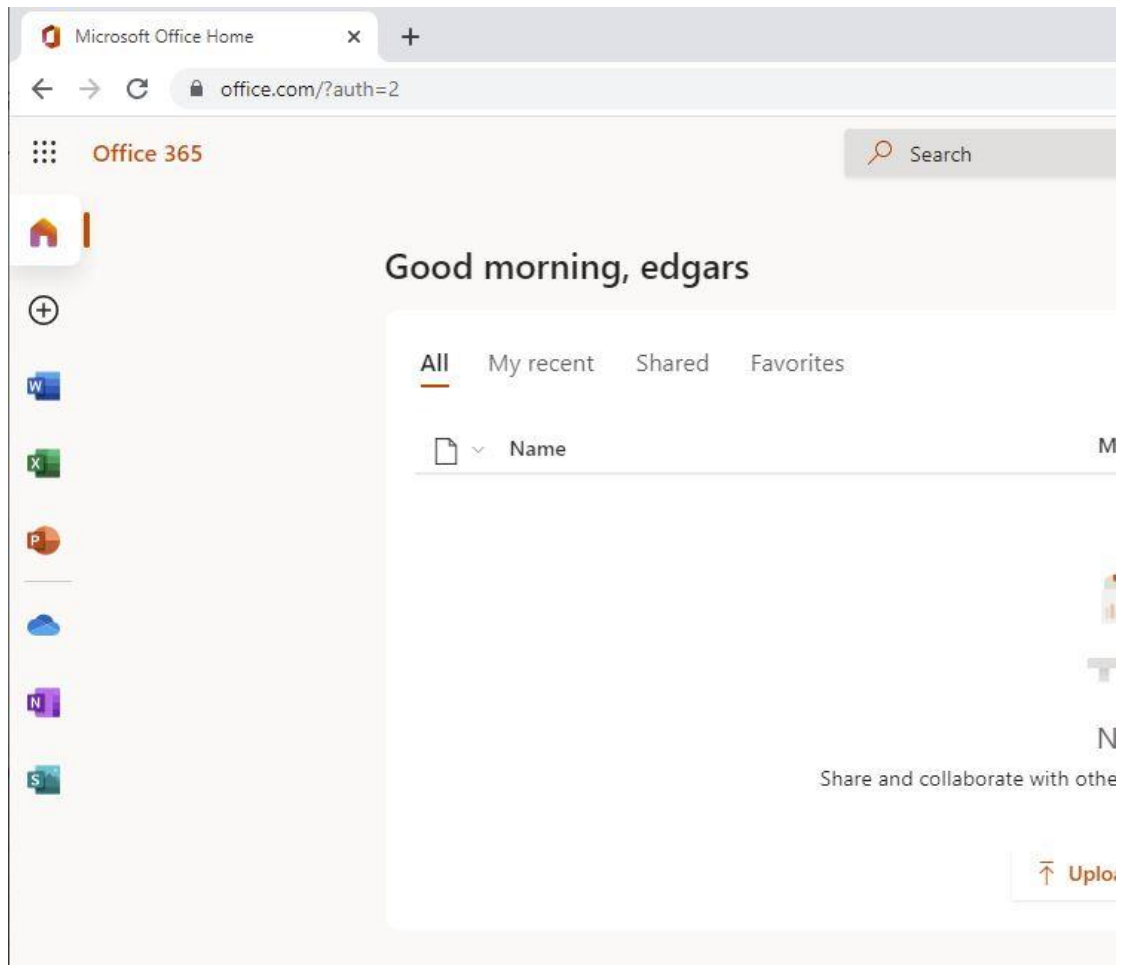 Microsoft Office Home
office.com/?auth=2
Office 365
Search
Good morning, edgars
All My recent Shared Favorites
W
Name M
X
P
N
N
S
Share and collaborate with othe
Uploa